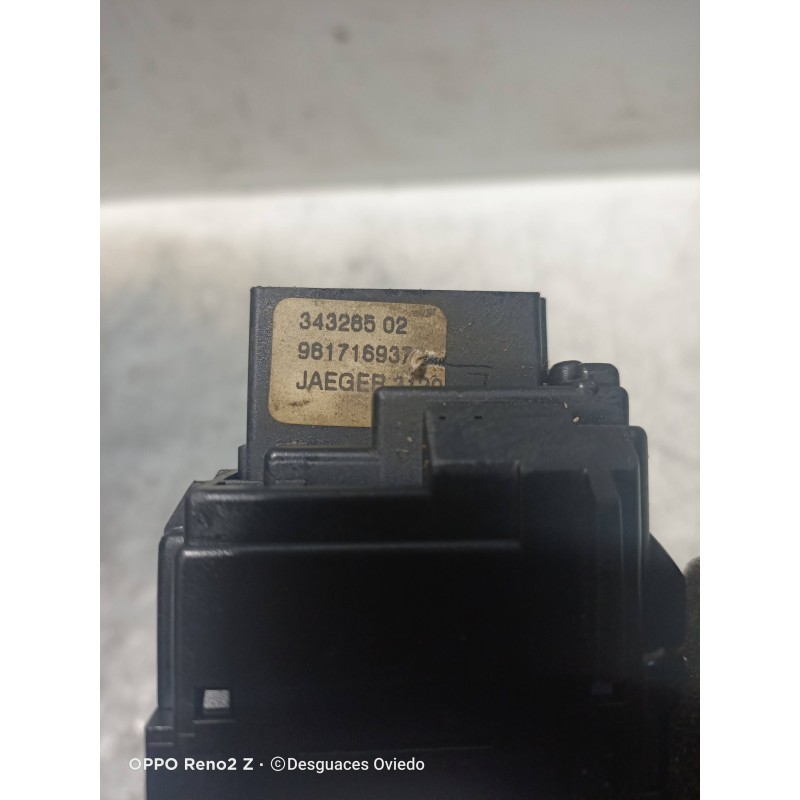 343285 02
961716937
JAEGER
OPPO Reno2 Z · ©Desguaces Oviedo